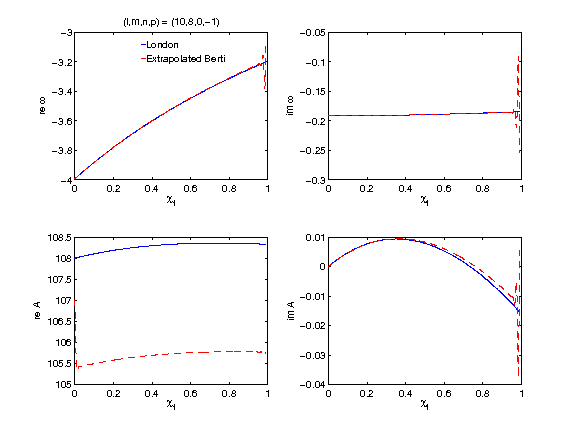 (l,m,n,p) = (10,8,0,-1)
London
Extrapolated Berti
-3
-3.2
-3.4
-3.6
-3.8
-4
re ω
0 0.2 0.4 0.6 0.8 1
χf
-0.05
-0.1
-0.15
-0.2
-0.25
-0.3
im ω
0 0.2 0.4 0.6 0.8 1
χf
108.5
108
107.5
107
106.5
106
105.5
105
re A
0 0.2 0.4 0.6 0.8 1
χf
0.01
0
-0.01
-0.02
-0.03
-0.04
im A
0 0.2 0.4 0.6 0.8 1
χf